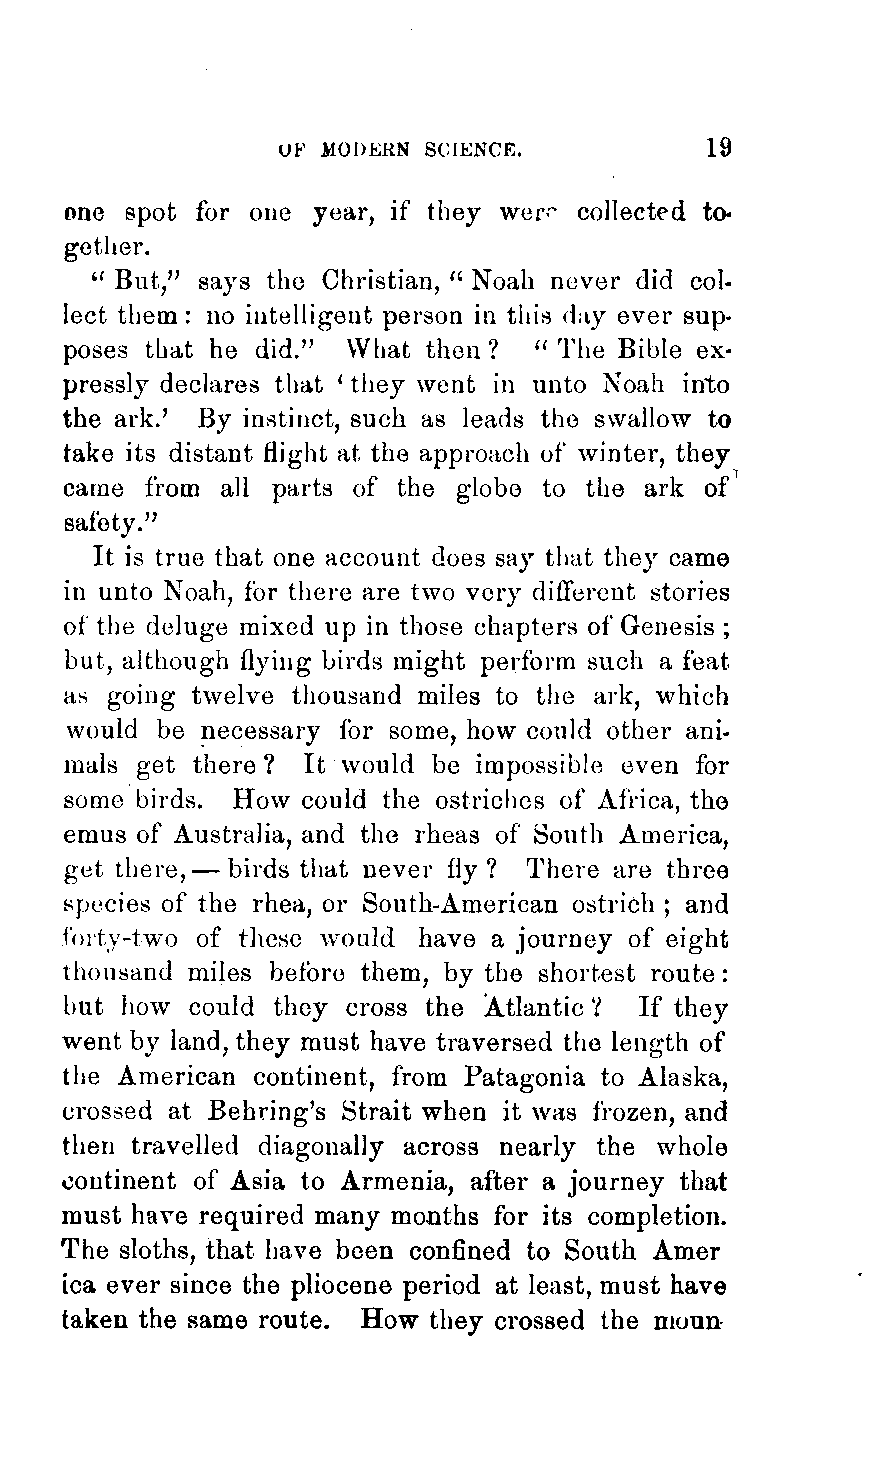 OF MODERN SCIENCE. 19
one spot for one year, if they were collected to-
gether.
“ But,” says the Christian, “ Noah never did col-
lect them : no intelligent person in this day ever sup-
poses that he did.” What then ? “ The Bible ex-
pressly declares that ‘ they went in unto Noah into
the ark.’ By instinct, such as leads the swallow to
take its distant flight at the approach of winter, they
came from all parts of the globe to the ark of
safety.”
It is true that one account does say that they came
in unto Noah, for there are two very different stories
of the deluge mixed up in those chapters of Genesis ;
but, although flying birds might perform such a feat
as going twelve thousand miles to the ark, which
would be necessary for some, how could other ani-
mals get there ? It would be impossible even for
some birds. How could the ostriches of Africa, the
emus of Australia, and the rheas of South America,
get there, — birds that never fly ? There are three
species of the rhea, or South-American ostrich ; and
forty-two of these would have a journey of eight
thousand miles before them, by the shortest route :
but how could they cross the Atlantic ? If they
went by land, they must have traversed the length of
the American continent, from Patagonia to Alaska,
crossed at Behring's Strait when it was frozen, and
then travelled diagonally across nearly the whole
continent of Asia to Armenia, after a journey that
must have required many months for its completion.
The sloths, that have been confined to South Amer
ica ever since the pliocene period at least, must have
taken the same route. How they crossed the moun-